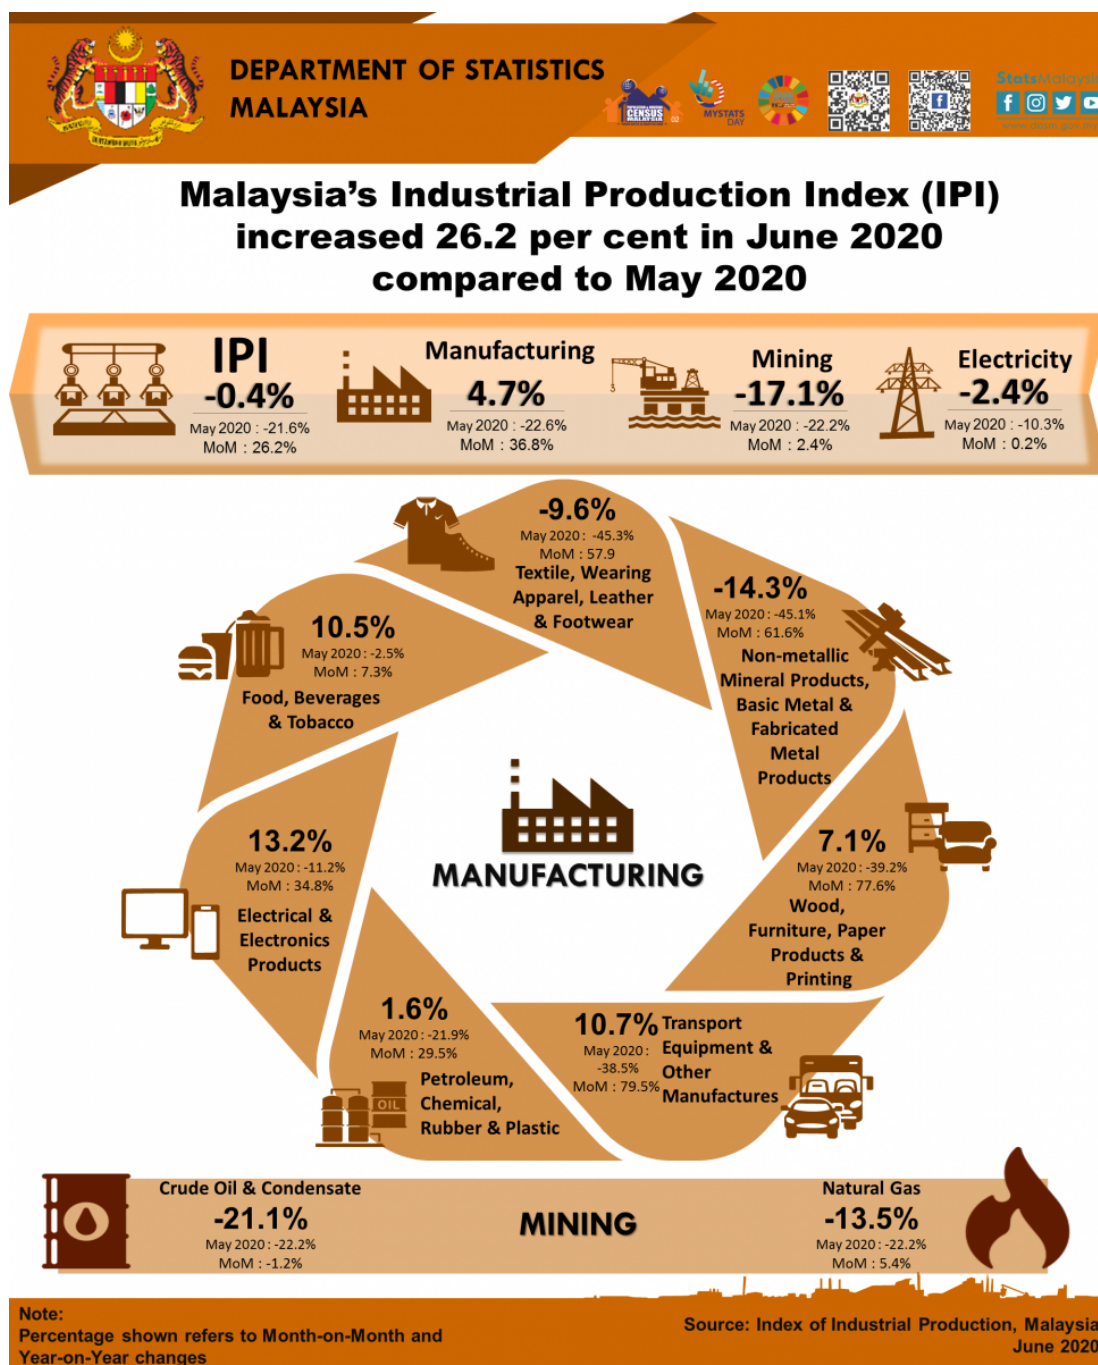 DEPARTMENT OF STATISTICS
MALAYSIA
CENSUS
MALAYSIA
MYSTATS
DAY
StatsMalaysia
Malaysia's Industrial Production Index (IPI)
increased 26.2 per cent in June 2020
compared to May 2020
IPI
-0.4%
May 2020 : -21.6%
MoM : 26.2%
Manufacturing
4.7%
May 2020 : -22.6%
MoM : 36.8%
Mining
-17.1%
May 2020 : -22.2%
MoM : 2.4%
Electricity
-2.4%
May 2020 : -10.3%
MoM : 0.2%
-9.6%
May 2020 : -45.3%
MoM : 57.9
Textile, Wearing
Apparel, Leather
& Footwear
-14.3%
May 2020 : -45.1%
MoM : 61.6%
Non-metallic
Mineral Products,
Basic Metal &
Fabricated
Metal
Products
10.5%
May 2020 : -2.5%
MoM : 7.3%
Food, Beverages
& Tobacco
13.2%
May 2020 : -11.2%
MoM : 34.8%
Electrical &
Electronics
Products
MANUFACTURING
7.1%
May 2020 : -39.2%
MoM : 77.6%
Wood,
Furniture, Paper
Products &
Printing
1.6%
May 2020 : -21.9%
MoM : 29.5%
Petroleum,
Chemical,
Rubber & Plastic
OIL
10.7%
May 2020 :
-38.5%
MoM : 79.5%
Transport
Equipment &
Other
Manufactures
Crude Oil & Condensate
-21.1%
May 2020 : -22.2%
MoM : -1.2%
MINING
Natural Gas
-13.5%
May 2020 : -22.2%
MoM : 5.4%
Note:
Percentage shown refers to Month-on-Month and
Year-on-Year changes
Source: Index of Industrial Production, Malaysia
June 2020